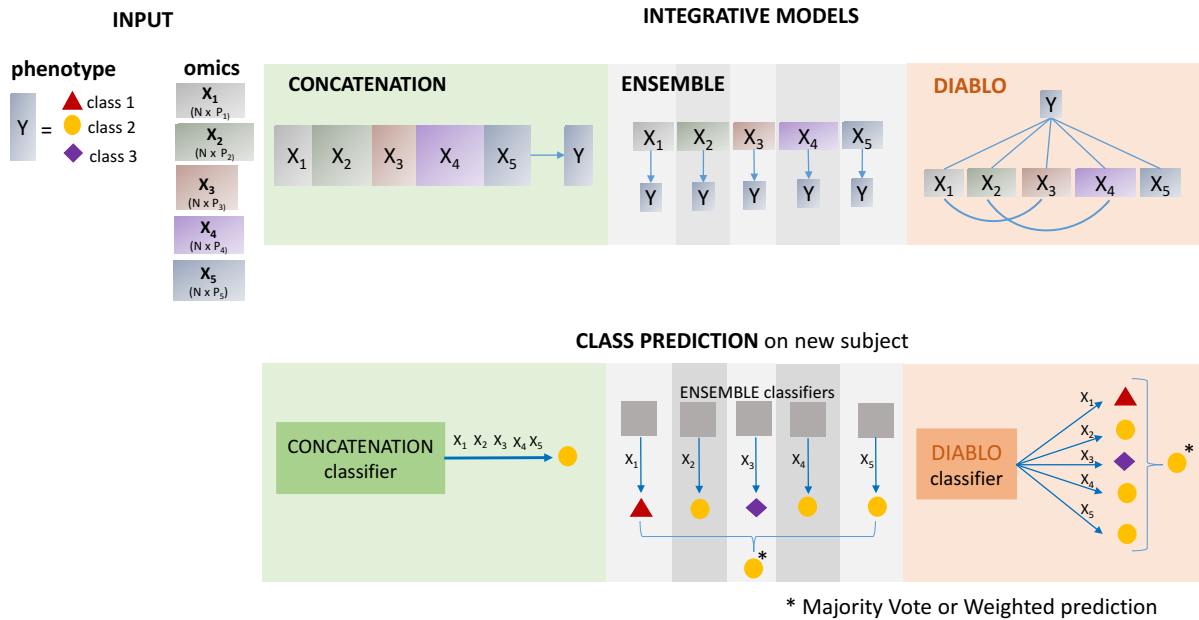 INPUT
INTEGRATIVE MODELS
phenotype
omics
Y =
class 1
class 2
class 3
X₁
(N x P₁)
X₂
(N x P₂)
X₃
(N x P₃)
X₄
(N x P₄)
X₅
(N x P₅)
CONCATENATION
X₁ X₂ X₃ X₄ X₅ Y
ENSEMBLE
X₁ X₂ X₃ X₄ X₅
Y Y Y Y Y
DIABLO
Y
X₁ X₂ X₃ X₄ X₅
CLASS PREDICTION on new subject
CONCATENATION
classifier
X₁ X₂ X₃ X₄ X₅
ENSEMBLE classifiers
X₁ X₂ X₃ X₄ X₅
*
DIABLO
classifier
X₁
X₂
X₃
X₄
X₅
*
* Majority Vote or Weighted prediction